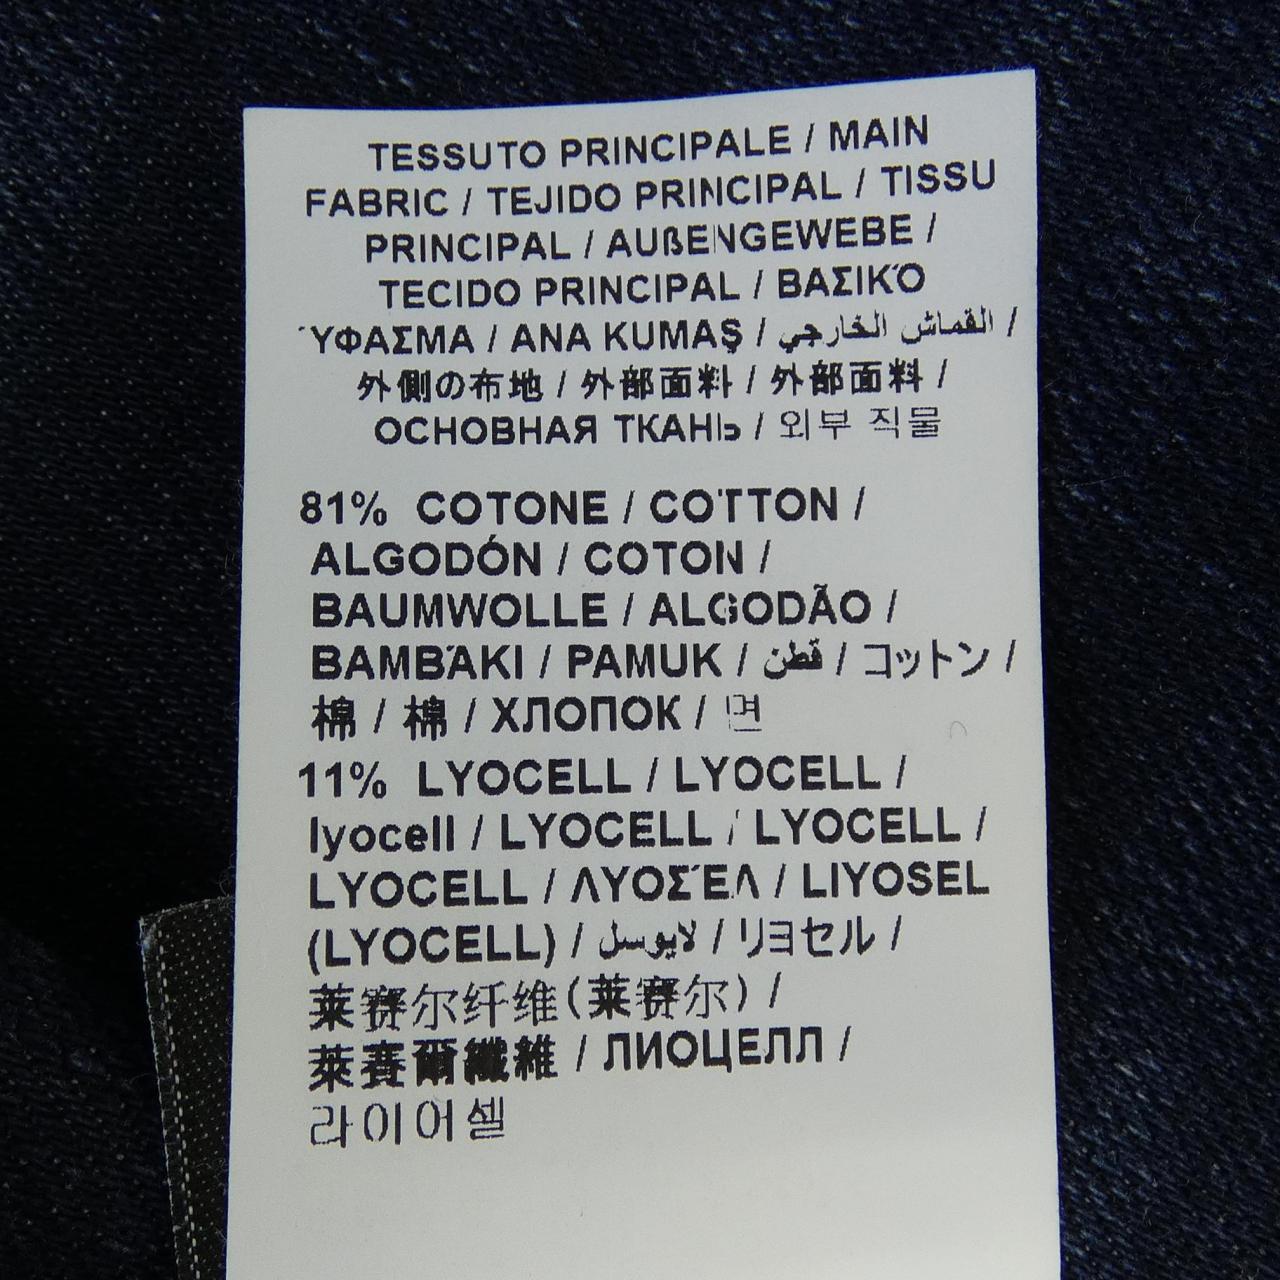 TESSUTO PRINCIPALE / MAIN
FABRIC / TEJIDO PRINCIPAL / TISSU
PRINCIPAL / AUßENGEWEBE /
TECIDO PRINCIPAL / ΒΑΣΙΚΌ
ΎΦΑΣΜΑ / ANA KUMAŞ / القماش الخارجي /
外側の布地 / 外部面料 / 外部面料 /
ОСНОВНАЯ ТКАНЬ / 외부 직물
81% COTONE / COTTON /
ALGODÓN / COTON /
BAUMWOLLE / ALGODÃO /
ΒΑΜΒΆΚΙ / PAMUK / قطن / コットン /
棉 / 棉 / ХЛОПОК / 면
11% LYOCELL / LYOCELL /
lyocell / LYOCELL / LYOCELL /
LYOCELL / ΛΥΟΣΈΛ / LIYOSEL
(LYOCELL) / لايوسل / リヨセル /
莱赛尔纤维(莱赛尔) /
萊賽爾纖維 / ЛИОЦЕЛЛ /
라이어셀